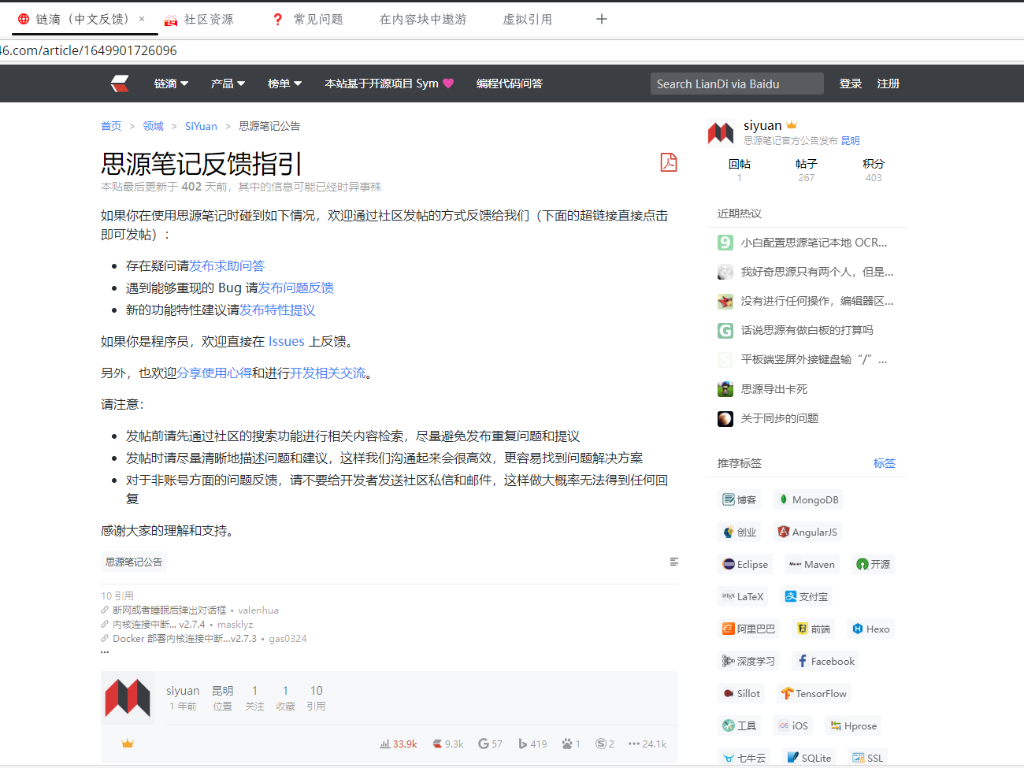 链滴（中文反馈） × 社区资源 ? 常见问题 在内容块中遨游 虚拟引用 +
46.com/article/1649901726096
链滴 产品 榜单 本站基于开源项目 Sym 编程代码问答 Search LianDi via Baidu 登录 注册
首页 > 领域 > SiYuan > 思源笔记公告
思源笔记反馈指引
本贴最后更新于 402 天前，其中的信息可能已经时异事殊
如果你在使用思源笔记时碰到如下情况，欢迎通过社区发帖的方式反馈给我们（下面的超链接直接点击
即可发帖）：
• 存在疑问请发布求助问答
• 遇到能够重现的 Bug 请发布问题反馈
• 新的功能特性建议请发布特性提议
如果你是程序员，欢迎直接在 Issues 上反馈。
另外，也欢迎分享使用心得和进行开发相关交流。
请注意：
• 发帖前请先通过社区的搜索功能进行相关内容检索，尽量避免发布重复问题和提议
• 发帖时请尽量清晰地描述问题和建议，这样我们沟通起来会很高效，更容易找到问题解决方案
• 对于非账号方面的问题反馈，请不要给开发者发送社区私信和邮件，这样做大概率无法得到任何回
复
感谢大家的理解和支持。
思源笔记公告
10 引用
断网或者睡眠后弹出对话框 • valenhua
内核连接中断... v2.7.4 • masklyz
Docker 部署内核连接中断...v2.7.3 • gas0324
•••
siyuan 昆明 1 1 10
1 年前 位置 关注 收藏 引用
33.9k 9.3k 57 419 1 2 ••• 24.1k
siyuan
思源笔记官方公告发布 昆明
回帖 帖子 积分
1 267 403
近期热议
小白配置思源笔记本地 OCR...
我好奇思源只有两个人，但是...
没有进行任何操作，编辑器区...
话说思源有做白板的打算吗
平板端竖屏外接键盘输“/” ...
思源导出卡死
关于同步的问题
推荐标签 标签
博客 MongoDB
创业 AngularJS
Eclipse Maven 开源
LaTeX 支付宝
阿里巴巴 前端 Hexo
深度学习 Facebook
Sillot TensorFlow
工具 iOS Hprose
七牛云 SQLite SSL